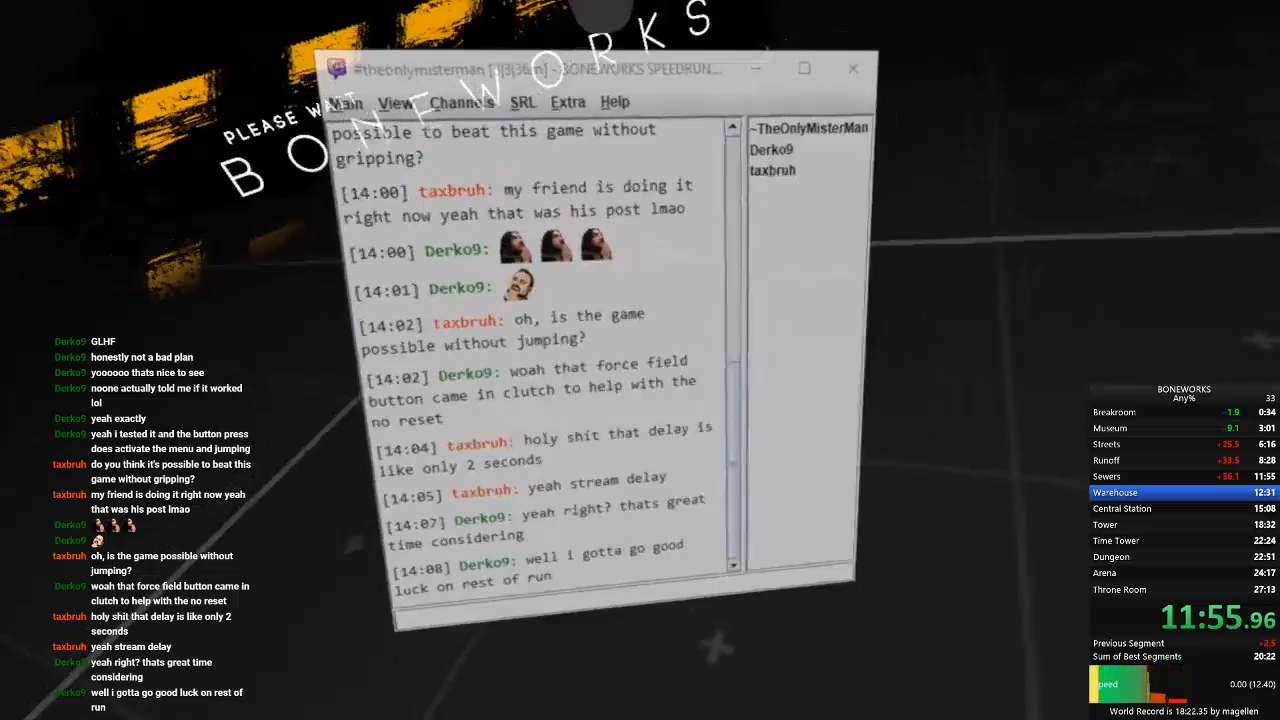 PLEASE WAIT
BONEWORKS
#theonlymisterman
BONEWORKS SPEEDRUN...
Main View Channels SRL Extra Help
possible to beat this game without
gripping?
[14:00] taxbruh: my friend is doing it
right now yeah that was his post lmao
[14:00] Derko9:
[14:01] Derko9:
[14:02] taxbruh: oh, is the game
possible without jumping?
[14:02] Derko9: woah that force field
button came in clutch to help with the
no reset
[14:04] taxbruh: holy shit that delay is
like only 2 seconds
[14:05] taxbruh: yeah stream delay
[14:07] Derko9: yeah right? thats great
time considering
[14:08] Derko9: well i gotta go good
luck on rest of run
~TheOnlyMisterMan
Derko9
taxbruh
Derko9 GLHF
Derko9 honestly not a bad plan
Derko9 yoooooo thats nice to see
Derko9 noone actually told me if it worked
lol
Derko9 yeah exactly
Derko9 yeah i tested it and the button press
does activate the menu and jumping
taxbruh do you think it's possible to beat this
game without gripping?
taxbruh my friend is doing it right now yeah
that was his post lmao
Derko9
Derko9
taxbruh oh, is the game possible without
jumping?
Derko9 woah that force field button came in
clutch to help with the no reset
taxbruh holy shit that delay is like only 2
seconds
taxbruh yeah stream delay
Derko9 yeah right? thats great time
considering
Derko9 well i gotta go good luck on rest of
run
BONEWORKS
Any% 33
Breakroom -1.9 0:34
Museum -9.1 3:01
Streets +25.5 6:16
Runoff +33.5 8:28
Sewers +36.1 11:55
Warehouse 12:31
Central Station 15:08
Tower 18:32
Time Tower 22:24
Dungeon 22:51
Arena 24:17
Throne Room 27:13
11:55.96
Previous Segment +2.5
Sum of Best Segments 20:22
peed 0.00 (12.40)
World Record is 18:22.35 by magellen